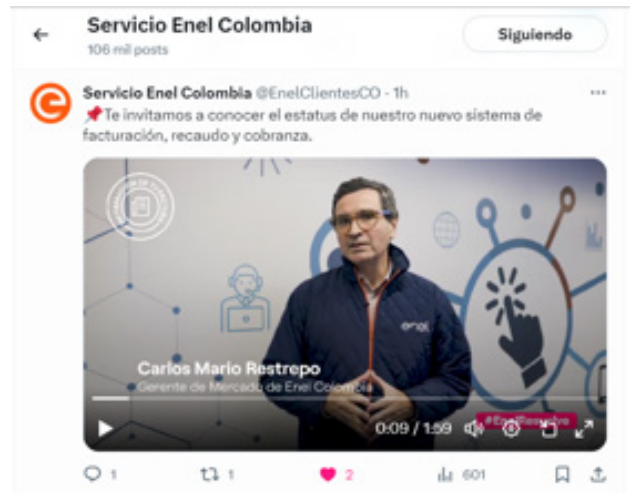 Servicio Enel Colombia
106 mil posts
Siguiendo
Servicio Enel Colombia @EnelClientesCO · 1h
📌Te invitamos a conocer el estatus de nuestro nuevo sistema de
facturación, recaudo y cobranza.
enel
Carlos Mario Restrepo
Gerente de Mercado de Enel Colombia
#EnelResuelve
0:09 / 1:59
1
1
2
601